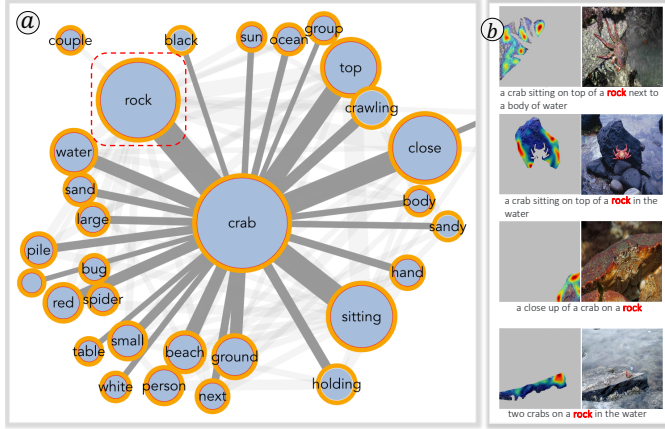 a
couple
black
sun
ocean
group
top
crawling
rock
close
water
sand
large
body
sandy
crab
pile
bug
hand
red
spider
sitting
table
small
beach
ground
white
person
next
holding
b
a crab sitting on top of a rock next to
a body of water
a crab sitting on top of a rock in the
water
a close up of a crab on a rock
two crabs on a rock in the water